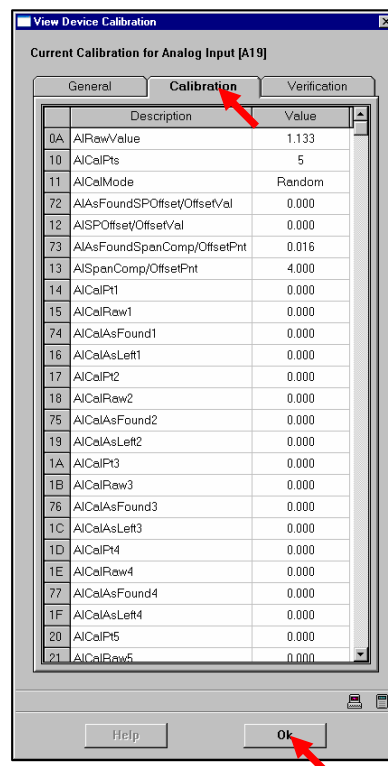 View Device Calibration
Current Calibration for Analog Input [A19]
General Calibration Verification
Description Value
0A AIRawValue 1.133
10 AICalPts 5
11 AICalMode Random
72 AIAsFoundSPOffset/OffsetVal 0.000
12 AISPOffset/OffsetVal 0.000
73 AIAsFoundSpanComp/OffsetPnt 0.016
13 AISpanComp/OffsetPnt 4.000
14 AICalPt1 0.000
15 AICalRaw1 0.000
74 AICalAsFound1 0.000
16 AICalAsLeft1 0.000
17 AICalPt2 0.000
18 AICalRaw2 0.000
75 AICalAsFound2 0.000
19 AICalAsLeft2 0.000
1A AICalPt3 0.000
1B AICalRaw3 0.000
76 AICalAsFound3 0.000
1C AICalAsLeft3 0.000
1D AICalPt4 0.000
1E AICalRaw4 0.000
77 AICalAsFound4 0.000
1F AICalAsLeft4 0.000
20 AICalPt5 0.000
21 AICalRaw5 0.000
Help Ok